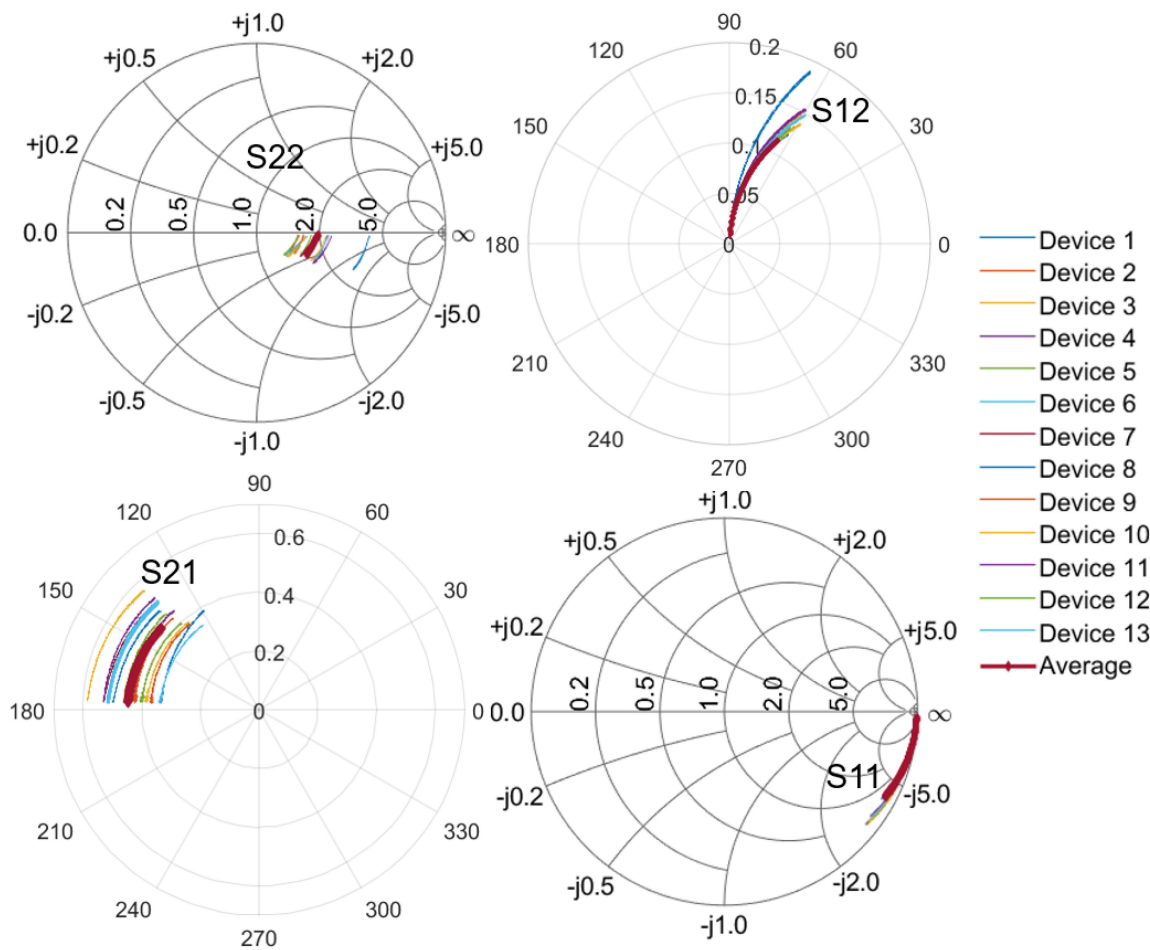 +j1.0
+j0.5
+j2.0
+j0.2
+j5.0
S22
0.0
0.2
0.5
1.0
2.0
5.0
∞
-j0.2
-j5.0
-j0.5
-j2.0
-j1.0
90
120
0.2
60
0.15
S12
150
30
0.05
180
0
0
210
330
240
300
270
90
120
60
0.6
S21
150
0.4
30
0.2
180
0
0
210
330
240
300
270
+j1.0
+j0.5
+j2.0
+j0.2
+j5.0
0.0
0.2
0.5
1.0
2.0
5.0
∞
S11
-j0.2
-j5.0
-j0.5
-j2.0
-j1.0
Device 1
Device 2
Device 3
Device 4
Device 5
Device 6
Device 7
Device 8
Device 9
Device 10
Device 11
Device 12
Device 13
Average